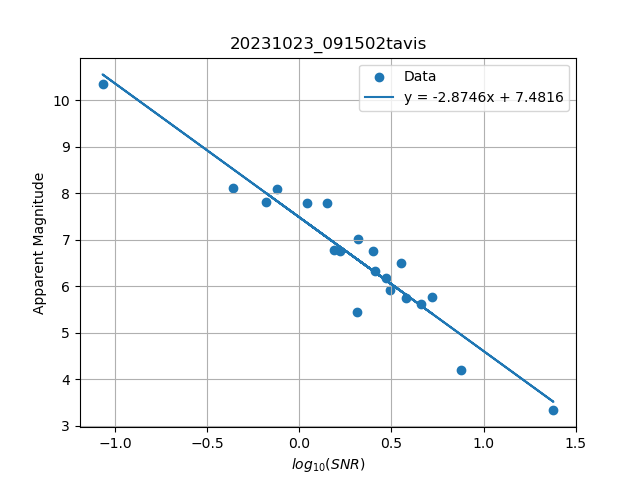 20231023_091502tavis
Data
y = -2.8746x + 7.4816
Apparent Magnitude
10
9
8
7
6
5
4
3
−1.0 −0.5 0.0 0.5 1.0 1.5
log₁₀(SNR)